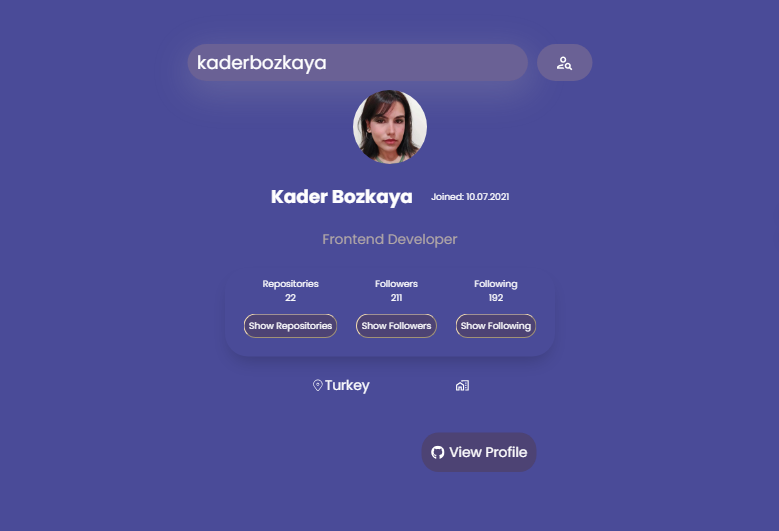 kaderbozkaya
Kader Bozkaya Joined: 10.07.2021
Frontend Developer
Repositories Followers Following
22 211 192
Show Repositories Show Followers Show Following
Turkey
View Profile